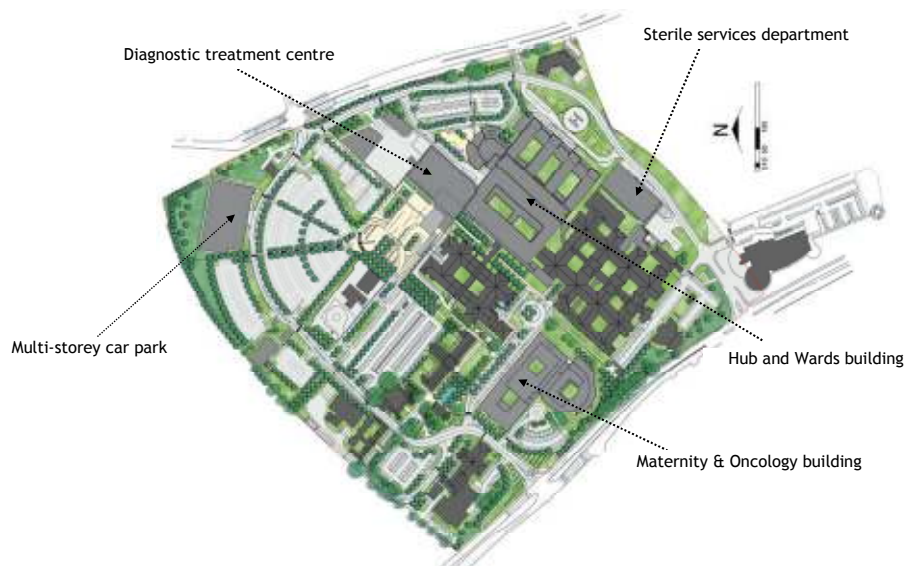 Sterile services department
Diagnostic treatment centre
H
N
Multi-storey car park
Hub and Wards building
Maternity & Oncology building